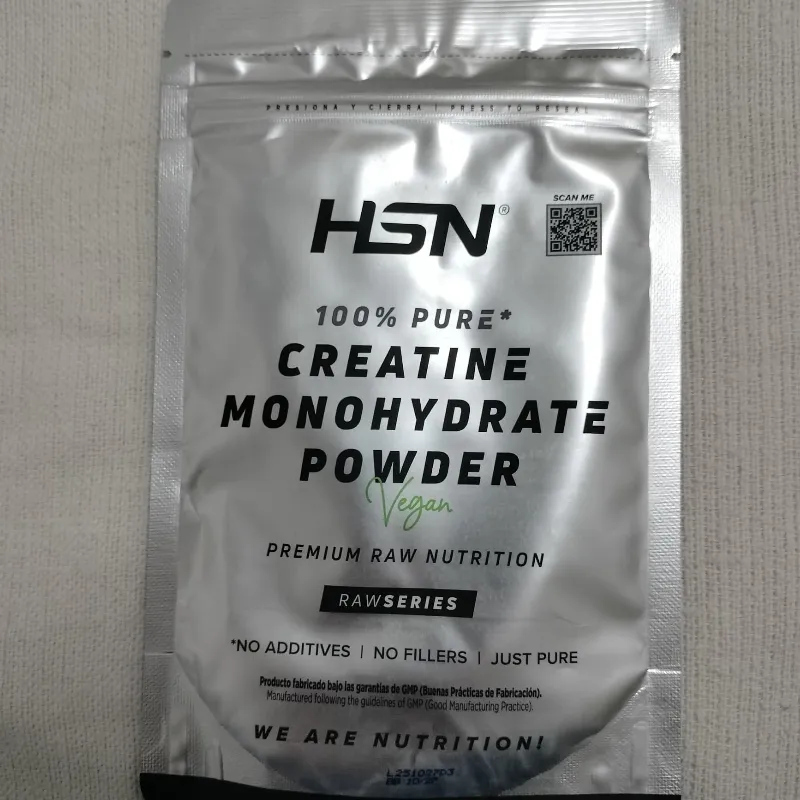 PRESIONA Y CIERRA | PRESS TO RESEAL
HSN®
SCAN ME
100% PURE*
CREATINE
MONOHYDRATE
POWDER
Vegan
PREMIUM RAW NUTRITION
RAWSERIES
*NO ADDITIVES | NO FILLERS | JUST PURE
Producto fabricado bajo las garantías de GMP (Buenas Prácticas de Fabricación).
Manufactured following the guidelines of GMP (Good Manufacturing Practice).
WE ARE NUTRITION!